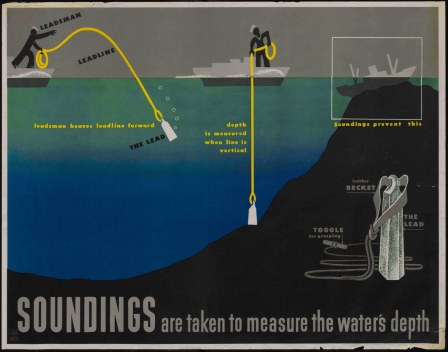 LEADSMAN
LEADLINE
leadsman heaves leadline forward
THE LEAD
depth
is measured
when line is
vertical
Soundings prevent this
leather
BECKET
THE
LEAD
TOGGLE
for grasping
SOUNDINGS are taken to measure the water's depth